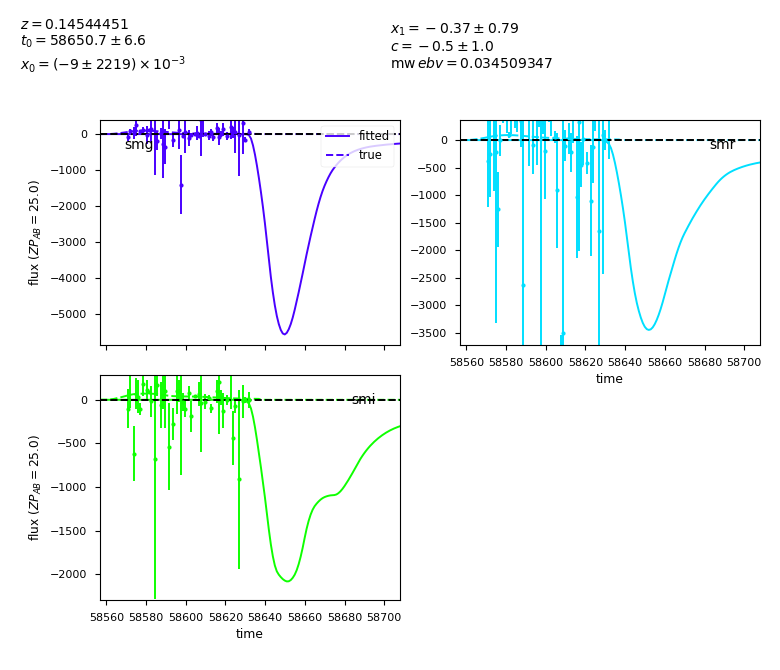 z = 0.14544451
t0 = 58650.7 ± 6.6
x0 = (−9 ± 2219) × 10^−3
x1 = −0.37 ± 0.79
c = −0.5 ± 1.0
mw ebv = 0.034509347
0
−1000
−2000
−3000
−4000
−5000
flux (ZP_AB = 25.0)
smg
fitted
true
0
−500
−1000
−1500
−2000
−2500
−3000
−3500
smr
58560 58580 58600 58620 58640 58660 58680 58700
time
0
−500
−1000
−1500
−2000
flux (ZP_AB = 25.0)
smi
58560 58580 58600 58620 58640 58660 58680 58700
time